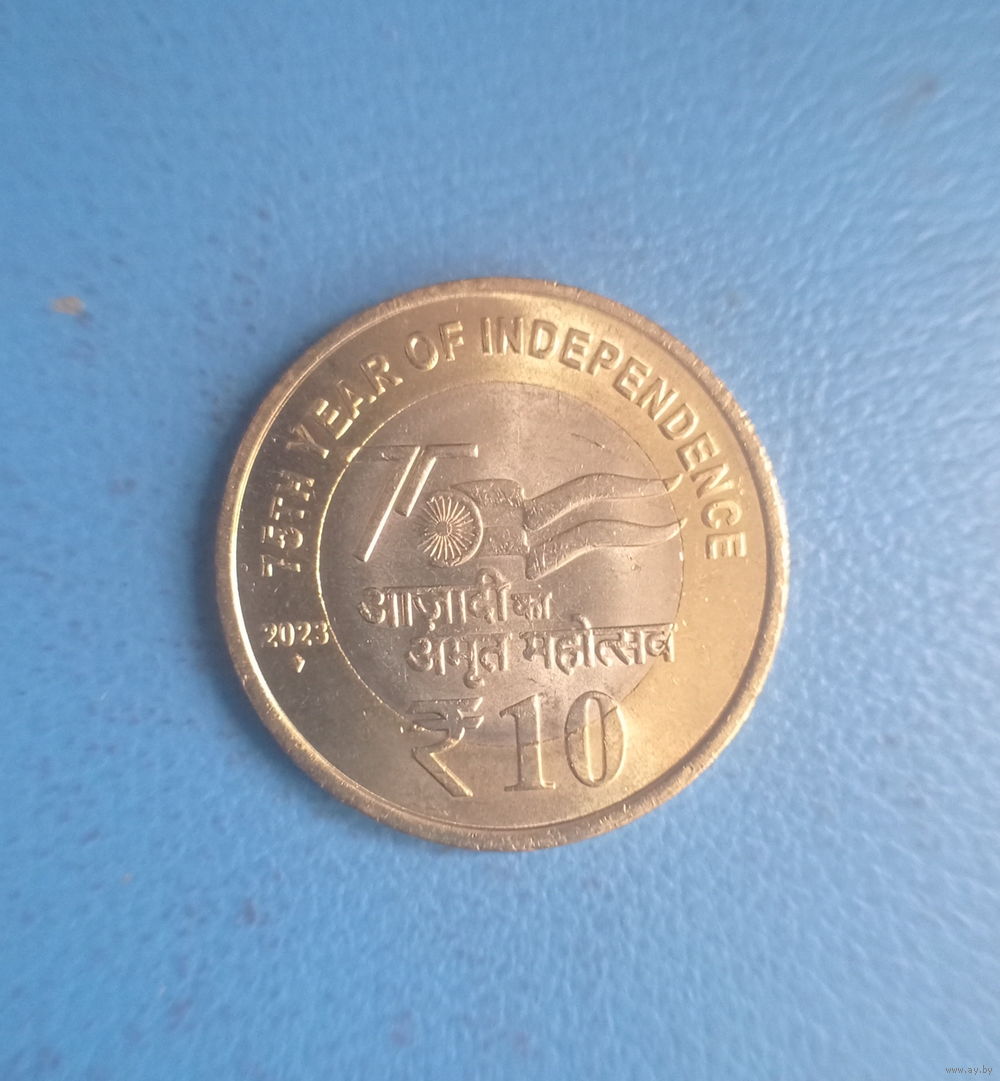 75TH YEAR OF INDEPENDENCE
75
आज़ादी का
अमृत महोत्सव
2023
₹ 10
www.ay.by